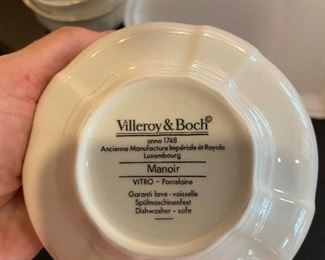 Villeroy & Boch©
anno 1748
Ancienne Manufacture Impériale et Royale
Luxembourg
Manoir
VITRO - Porcelaine
Garanti lave - vaisselle
Spülmaschinenfest
Dishwasher - safe